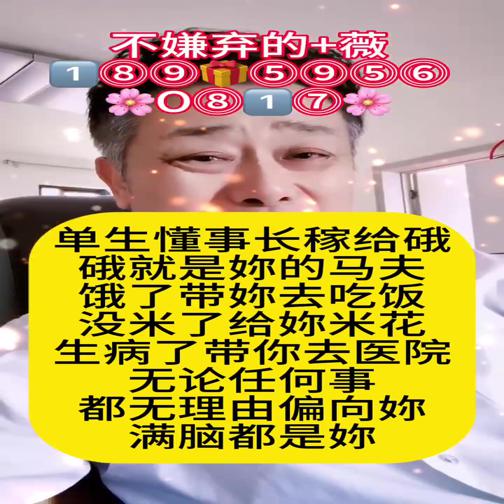 不嫌弃的+薇
1⑧⑨🎁⑤⑨⑤⑥
🌸O⑧1⑦🌸
单生懂事长稼给硪
硪就是妳的马夫
饿了带妳去吃饭
没米了给妳米花
生病了带你去医院
无论任何事
都无理由偏向妳
满脑都是妳